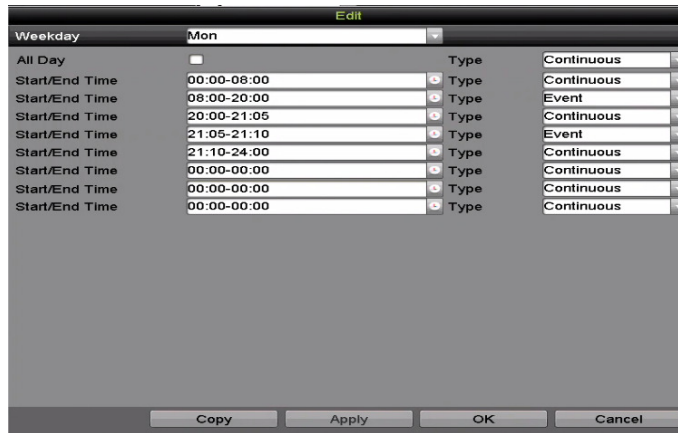 Edit
Weekday Mon
All Day Type Continuous
Start/End Time 00:00-08:00 Type Continuous
Start/End Time 08:00-20:00 Type Event
Start/End Time 20:00-21:05 Type Continuous
Start/End Time 21:05-21:10 Type Event
Start/End Time 21:10-24:00 Type Continuous
Start/End Time 00:00-00:00 Type Continuous
Start/End Time 00:00-00:00 Type Continuous
Start/End Time 00:00-00:00 Type Continuous
Copy Apply OK Cancel